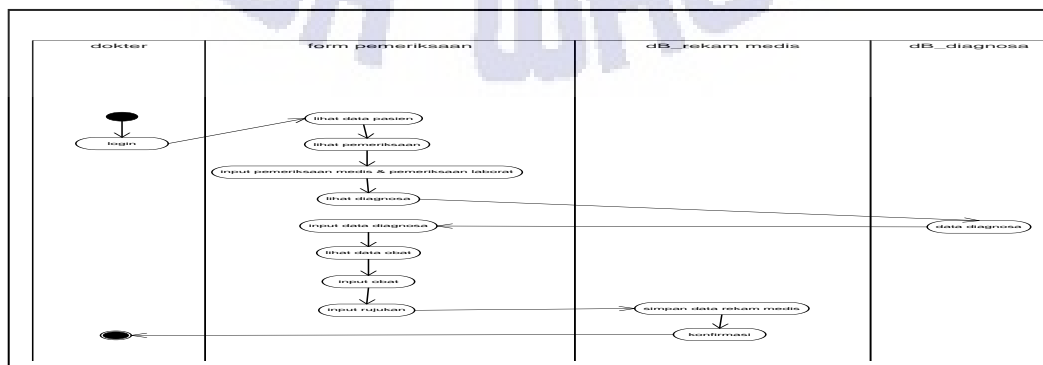 dokter
form pemeriksaan
dB_rekam medis
dB_diagnosa
login
lihat data pasien
lihat pemeriksaan
input pemeriksaan medis & pemeriksaan laborat
lihat diagnosa
data diagnosa
input data diagnosa
lihat data obat
input obat
input rujukan
simpan data rekam medis
konfirmasi